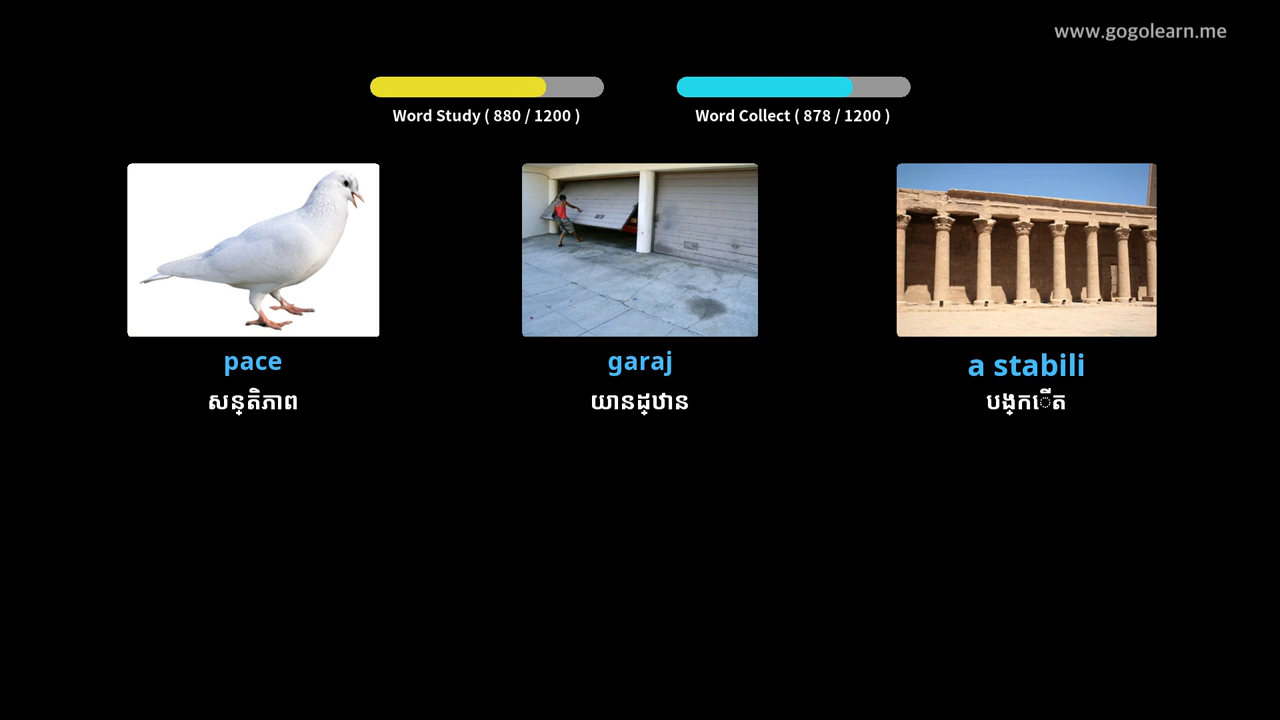 www.gogolearn.me
Word Study ( 880 / 1200 )
Word Collect ( 878 / 1200 )
pace
សន្តិភាព
garaj
យានដ្ឋាន
a stabili
បង្កើត